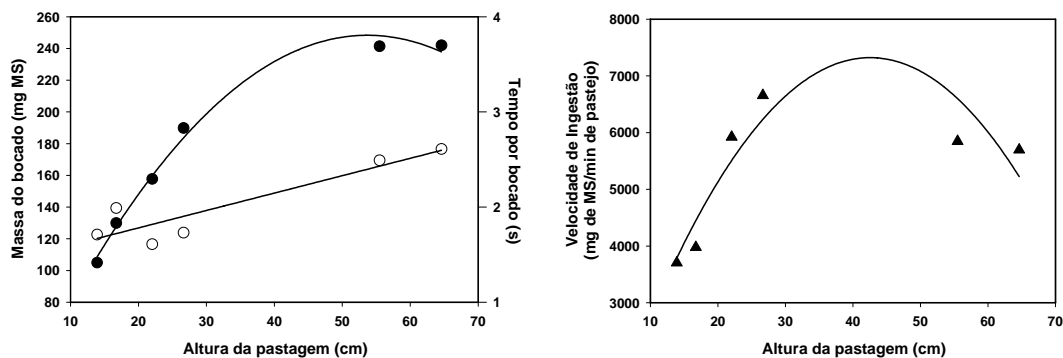 Massa do bocado (mg MS)
260
240
220
200
180
160
140
120
100
80
10 20 30 40 50 60 70
Altura da pastagem (cm)
4
3
2
1
Tempo por bocado (s)
Velocidade de Ingestão
(mg de MS/min de pastejo)
8000
7000
6000
5000
4000
3000
10 20 30 40 50 60 70
Altura da pastagem (cm)